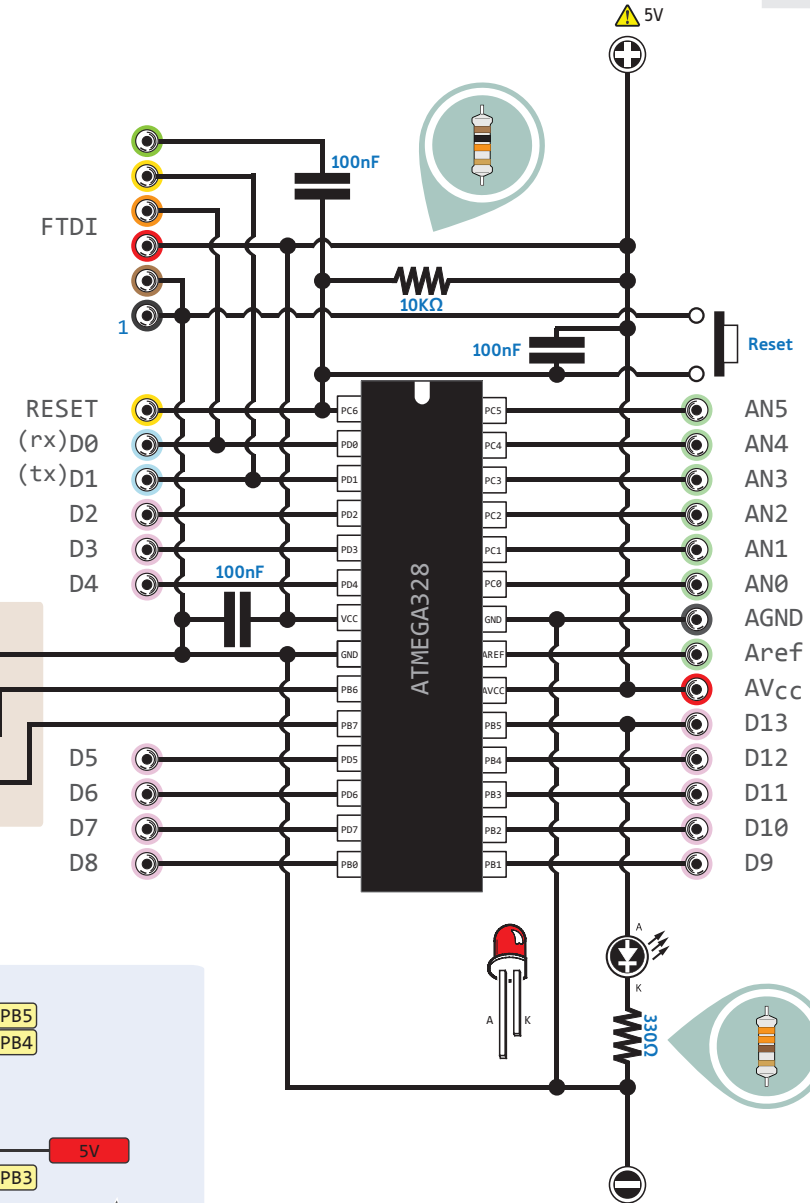 5V
FTDI
100nF
10KΩ
1
100nF
Reset
RESET
(rx)D0
(tx)D1
D2
D3
D4
100nF
D5
D6
D7
D8
PC6
PD0
PD1
PD2
PD3
PD4
VCC
GND
PB6
PB7
PD5
PD6
PD7
PB0
ATMEGA328
PC5
PC4
PC3
PC2
PC1
PC0
GND
AREF
AVCC
PB5
PB4
PB3
PB2
PB1
AN5
AN4
AN3
AN2
AN1
AN0
AGND
Aref
AVcc
D13
D12
D11
D10
D9
A
K
A K
330Ω
PB5
PB4
5V
PB3